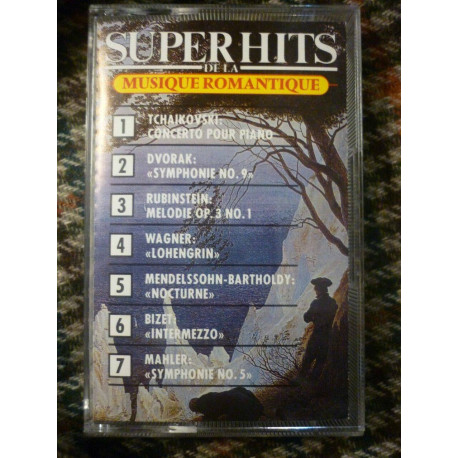 SUPER HITS
DE LA
MUSIQUE ROMANTIQUE
1 TCHAIKOVSKI:
CONCERTO POUR PIANO
2 DVORAK:
«SYMPHONIE NO. 9»
3 RUBINSTEIN:
MELODIE OP. 3 NO. 1
4 WAGNER:
«LOHENGRIN»
5 MENDELSSOHN-BARTHOLDY:
«NOCTURNE»
6 BIZET:
«INTERMEZZO»
7 MAHLER:
«SYMPHONIE NO. 5»